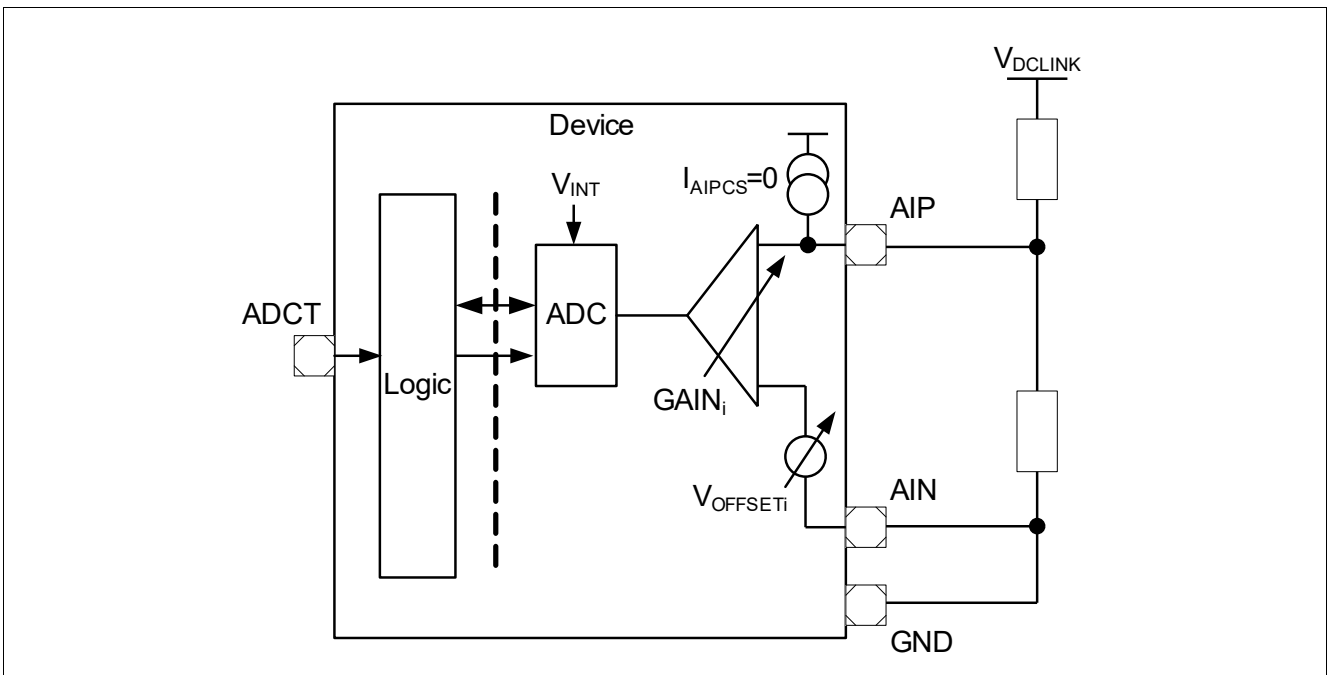 VDCLINK
Device
IAIPCS=0
VINT
AIP
ADCT
ADC
Logic
GAINi
AIN
VOFFSETi
GND